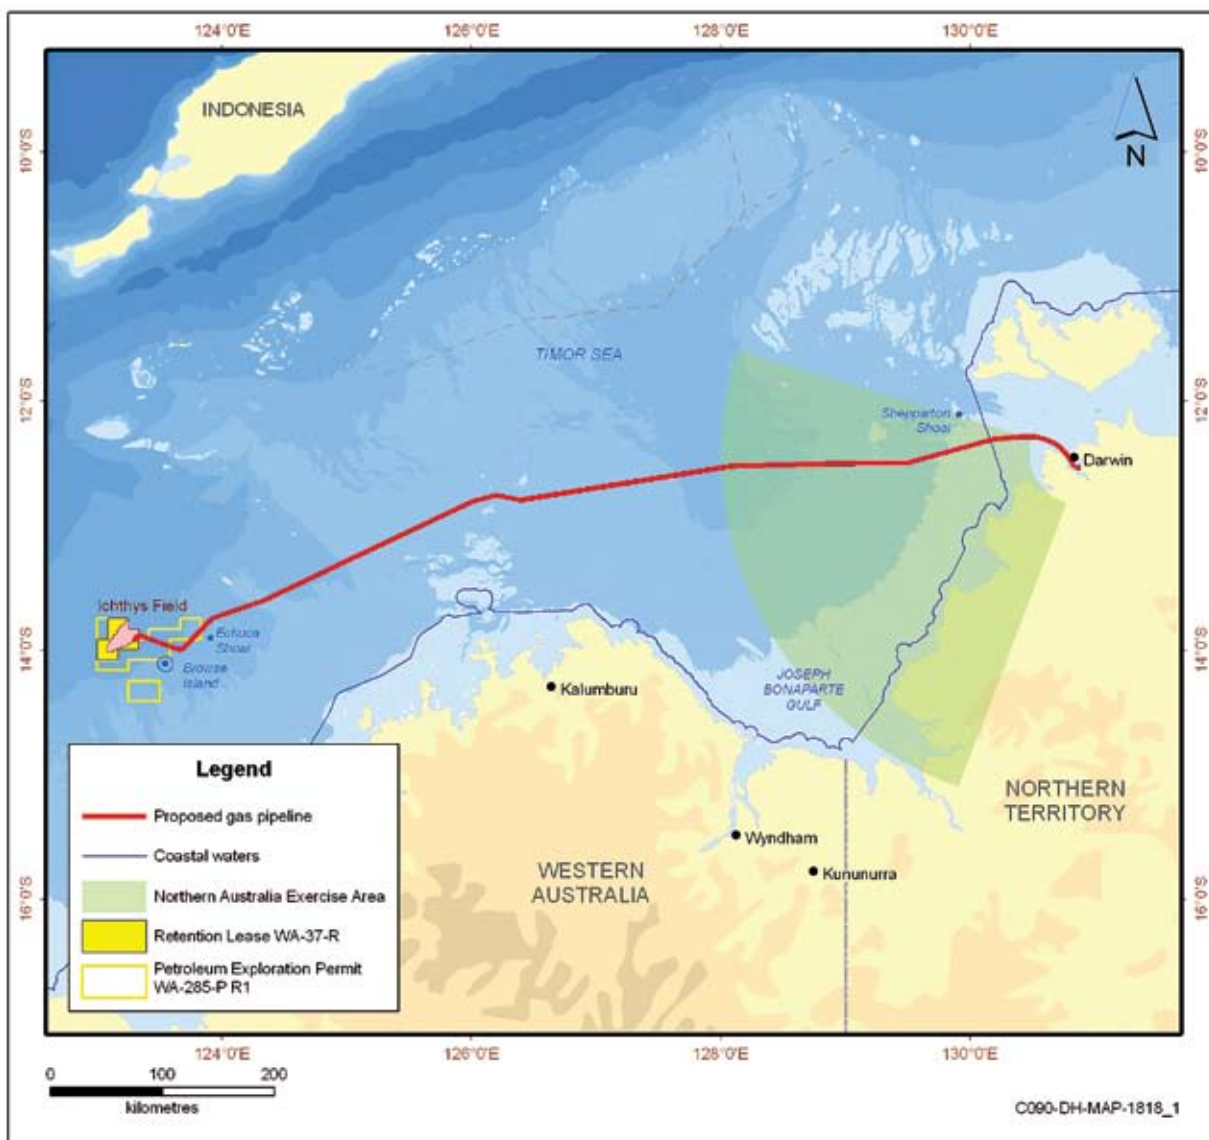 124°0'E 126°0'E 128°0'E 130°0'E
INDONESIA
10°0'S 10°0'S
N
TIMOR SEA
12°0'S 12°0'S
Shepparton
Shoal
Darwin
Ichthys Field
Echuca
Shoal
14°0'S 14°0'S
Browse
Island
Kalumburu
JOSEPH
BONAPARTE
GULF
Legend
Proposed gas pipeline
Coastal waters
Northern Australia Exercise Area
Retention Lease WA-37-R
Petroleum Exploration Permit
WA-285-P R1
NORTHERN
TERRITORY
Wyndham
WESTERN
AUSTRALIA
Kununurra
16°0'S 16°0'S
124°0'E 126°0'E 128°0'E 130°0'E
0 100 200
kilometres
C090-DH-MAP-1818_1